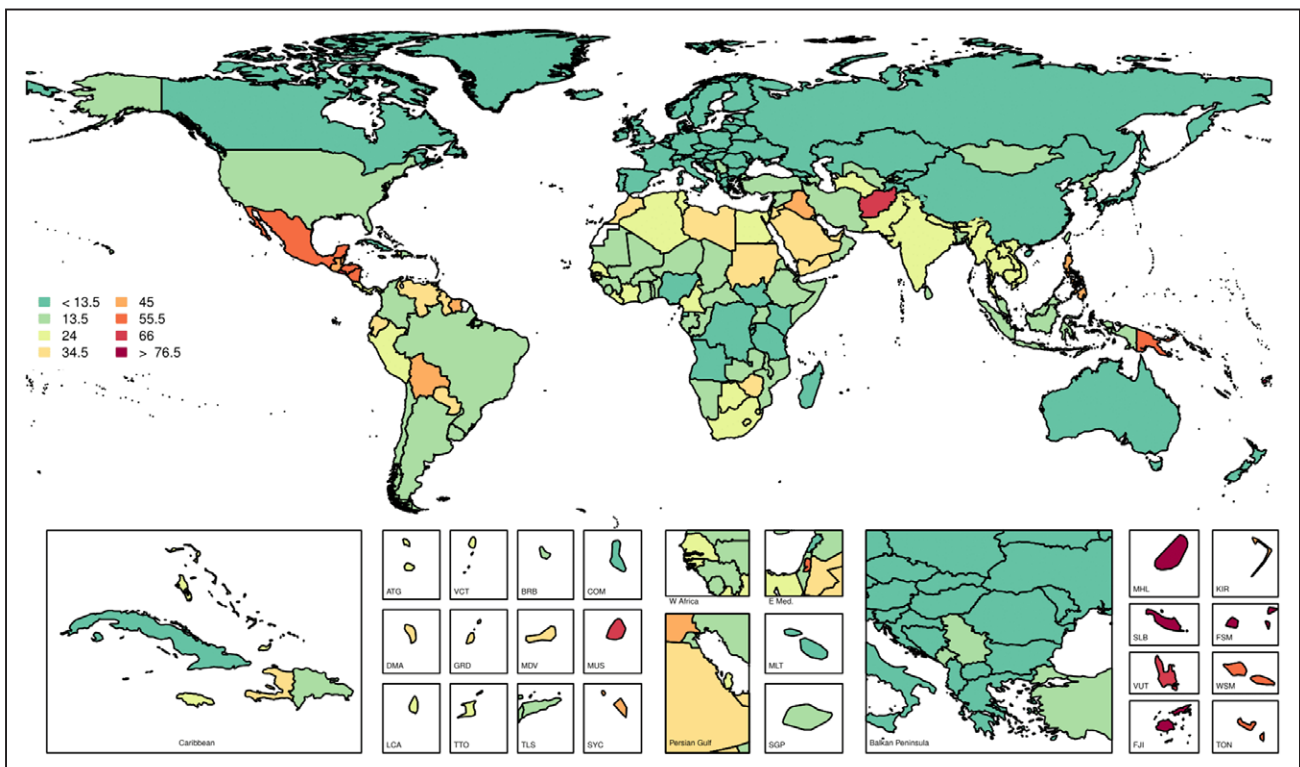 < 13.5 45
13.5 55.5
24 66
34.5 > 76.5
Caribbean
ATG VCT BRB COM
DMA GRD MDV MUS
LCA TTO TLS SYC
W Africa E Med.
Persian Gulf
MLT
SGP
Balkan Peninsula
MHL KIR
SLB FSM
VUT WSM
FJI TON